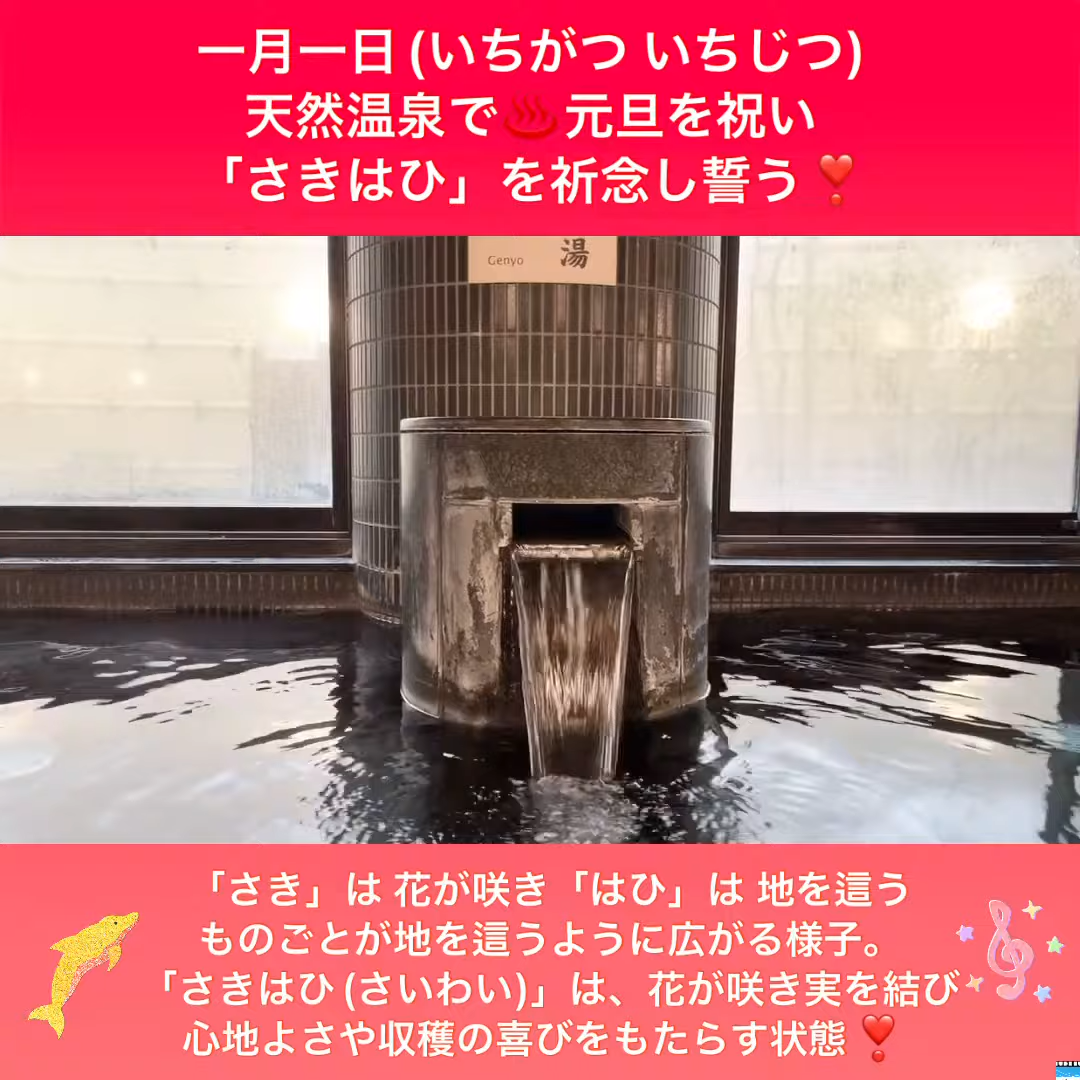 一月一日 (いちがつ いちじつ)
天然温泉で♨️元旦を祝い
「さきはひ」を祈念し誓う❣️
Genyo 湯
「さき」は 花が咲き「はひ」は 地を這う
ものごとが地を這うように広がる様子。
「さきはひ (さいわい)」は、花が咲き実を結び
心地よさや収穫の喜びをもたらす状態❣️